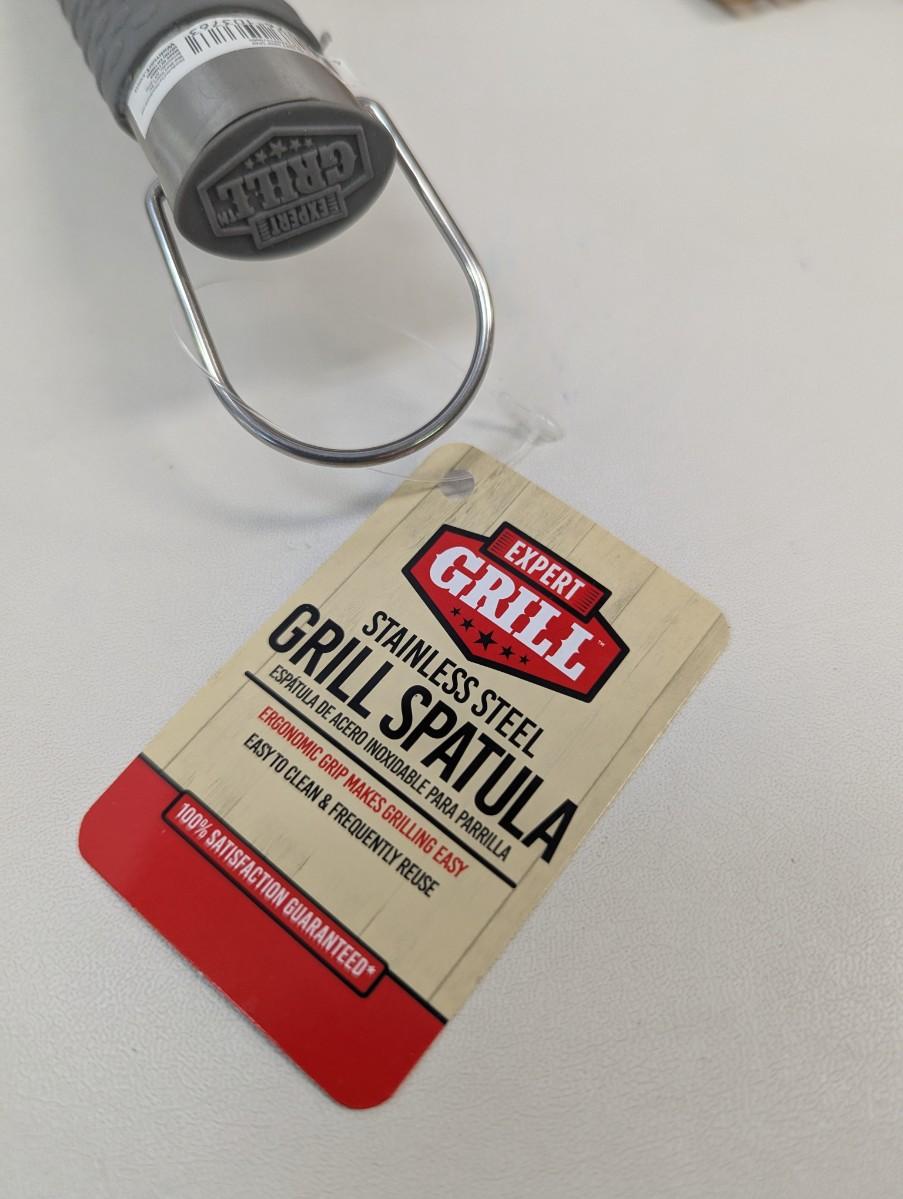 EXPERT
GRILL
EXPERT
GRILL™
STAINLESS STEEL
GRILL SPATULA
ESPÁTULA DE ACERO INOXIDABLE PARA PARRILLA
ERGONOMIC GRIP MAKES GRILLING EASY
EASY TO CLEAN & FREQUENTLY REUSE
100% SATISFACTION GUARANTEED*